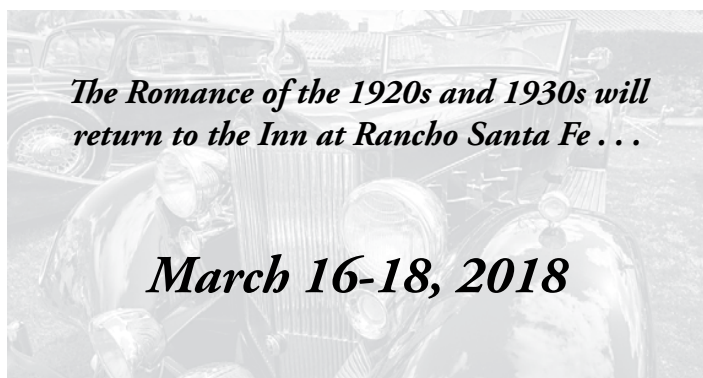 The Romance of the 1920s and 1930s will
return to the Inn at Rancho Santa Fe . . .
March 16-18, 2018